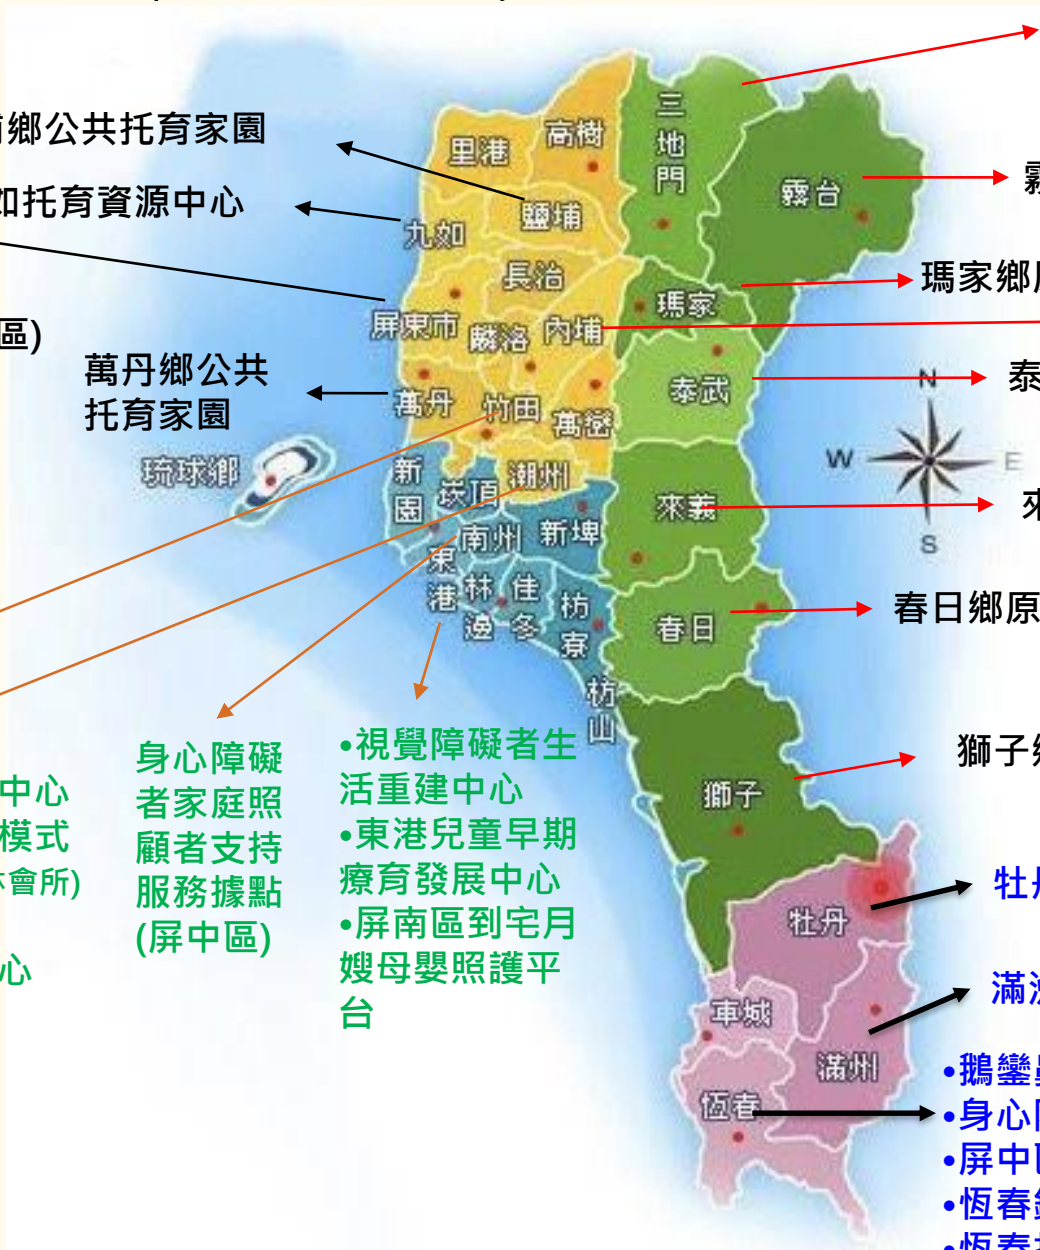 鄉公共托育家園
如托育資源中心
區)
萬丹鄉公共
托育家園
里港
高樹
三地門
霧台
鹽埔
九如
長治
屏東市
麟洛
內埔
瑪家
泰武
萬丹
竹田
萬巒
琉球鄉
新園
崁頂
潮州
來義
東港
南州
新埤
林邊
佳冬
枋寮
春日
枋山
獅子
牡丹
車城
滿州
恆春
N
W
E
S
瑪家鄉
泰
來
春日鄉原
獅子
牡
滿
中心
模式
會所)
心
身心障礙
者家庭照
顧者支持
服務據點
(屏中區)
•視覺障礙者生
活重建中心
•東港兒童早期
療育發展中心
•屏南區到宅月
嫂母嬰照護平
台
•鵝鑾
•身心
•屏中
•恆春
•恆春